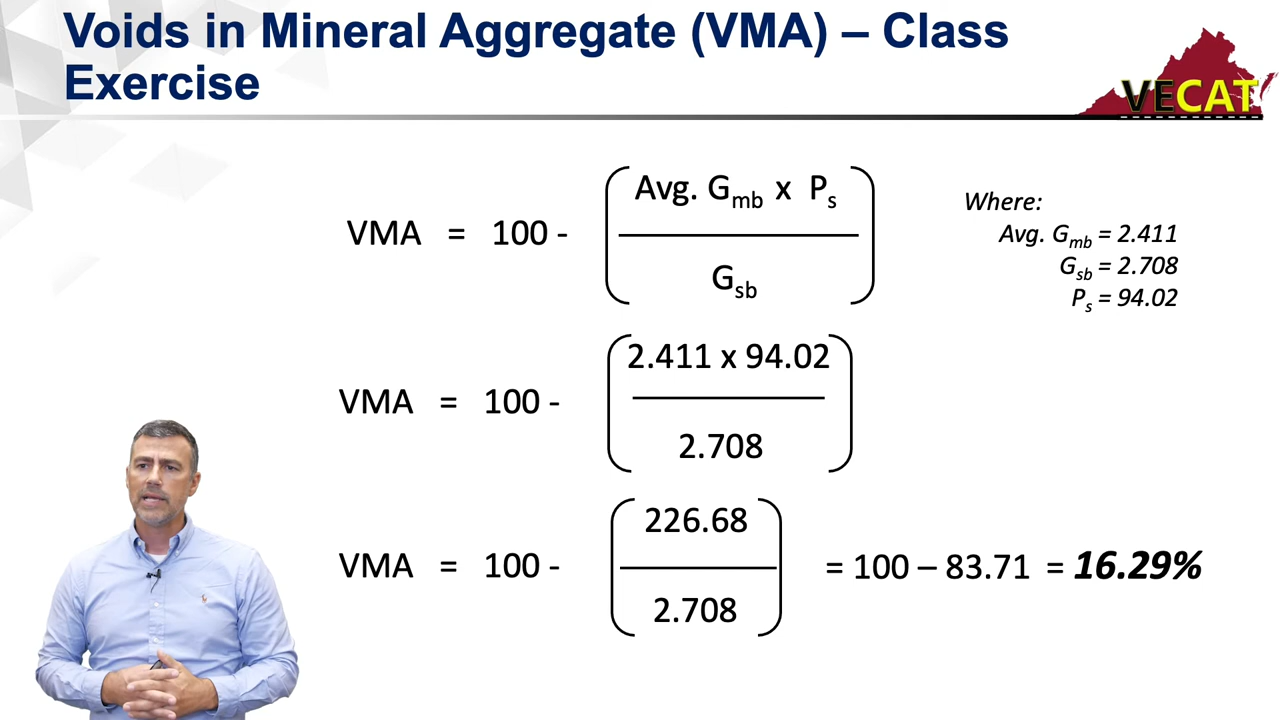 Voids in Mineral Aggregate (VMA) – Class
Exercise
VECAT
VMA = 100 -
Avg. Gmb x Ps
Gsb
Where:
Avg. Gmb = 2.411
Gsb = 2.708
Ps = 94.02
VMA = 100 -
2.411 x 94.02
2.708
VMA = 100 -
226.68
2.708
= 100 – 83.71 = 16.29%